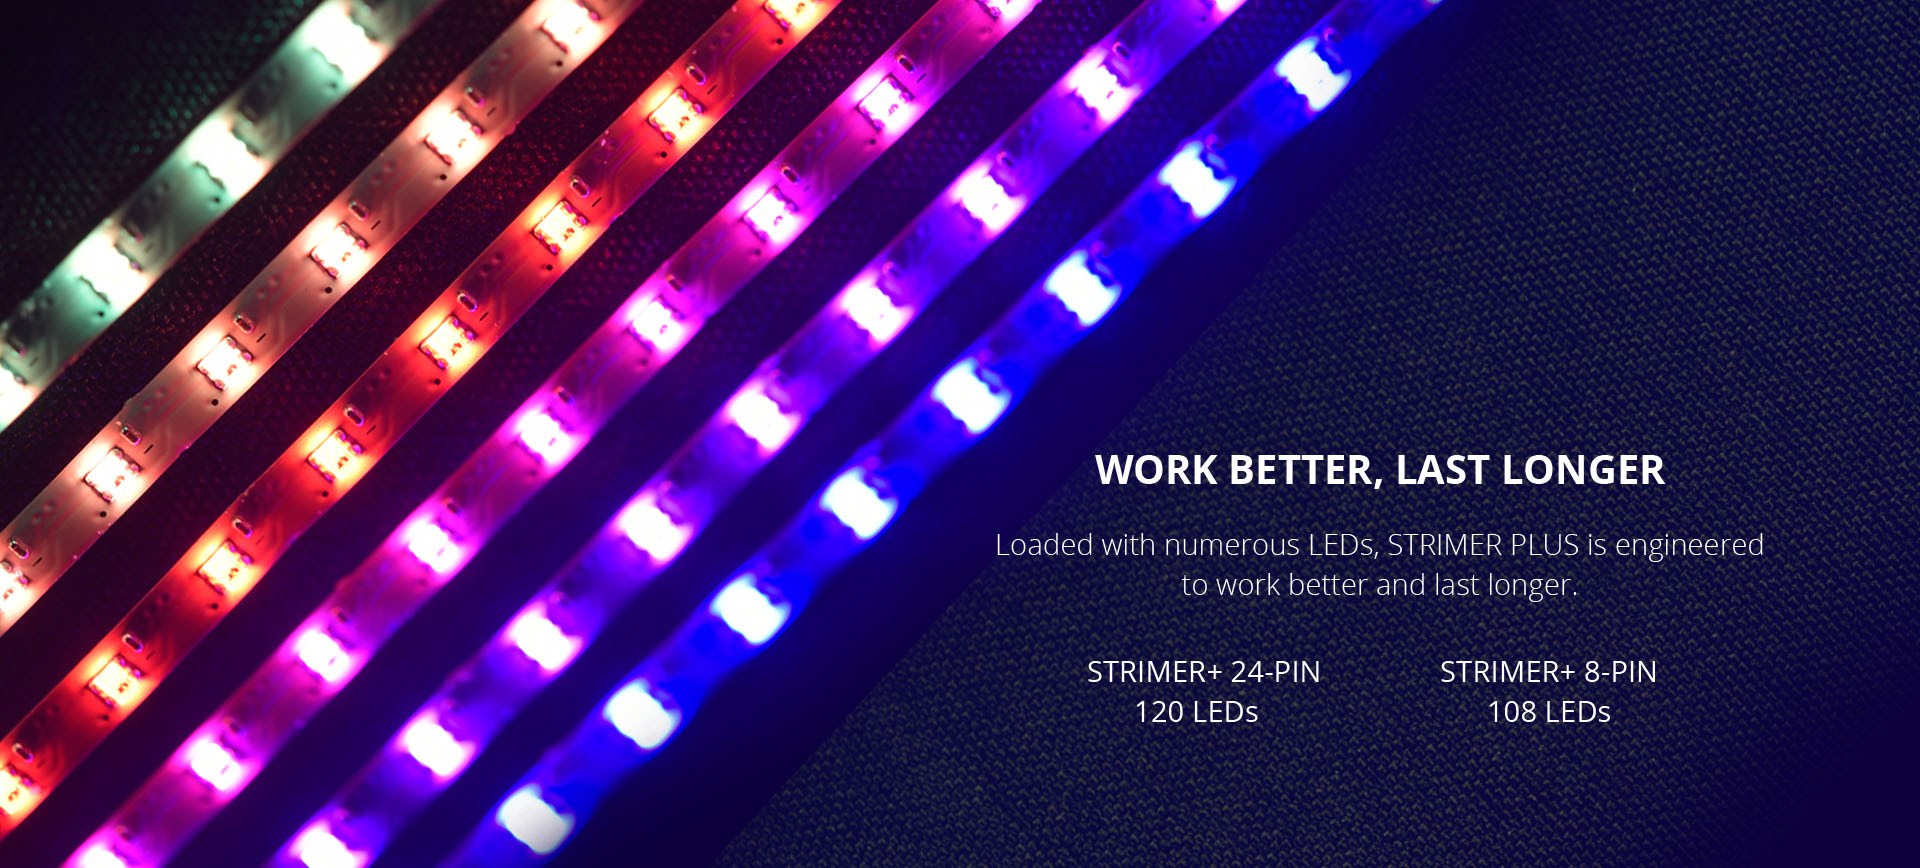 WORK BETTER, LAST LONGER
Loaded with numerous LEDs, STRIMER PLUS is engineered
to work better and last longer.
STRIMER+ 24-PIN
120 LEDs
STRIMER+ 8-PIN
108 LEDs